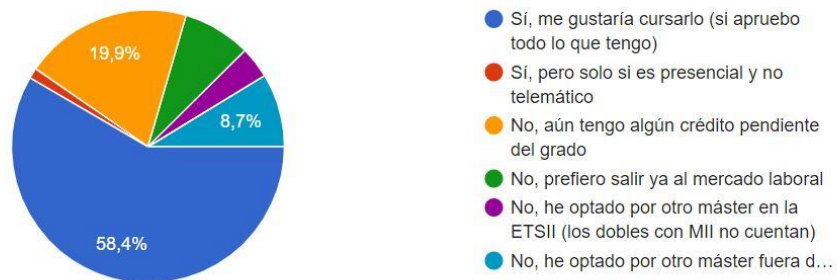 19,9%
8,7%
58,4%
Sí, me gustaría cursarlo (si apruebo
todo lo que tengo)
Sí, pero solo si es presencial y no
telemático
No, aún tengo algún crédito pendiente
del grado
No, prefiero salir ya al mercado laboral
No, he optado por otro máster en la
ETSII (los dobles con MII no cuentan)
No, he optado por otro máster fuera d…